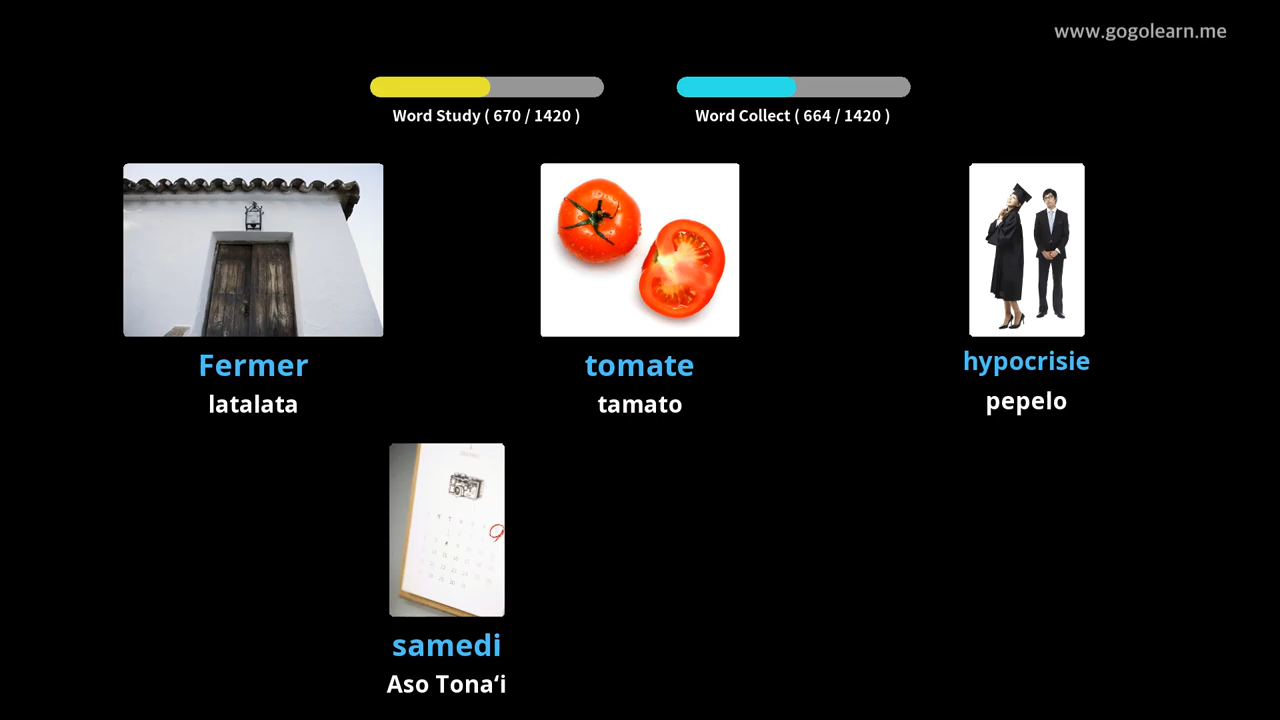 www.gogolearn.me
Word Study ( 670 / 1420 )
Word Collect ( 664 / 1420 )
Fermer
latalata
tomate
tamato
hypocrisie
pepelo
samedi
Aso Tonaʻi